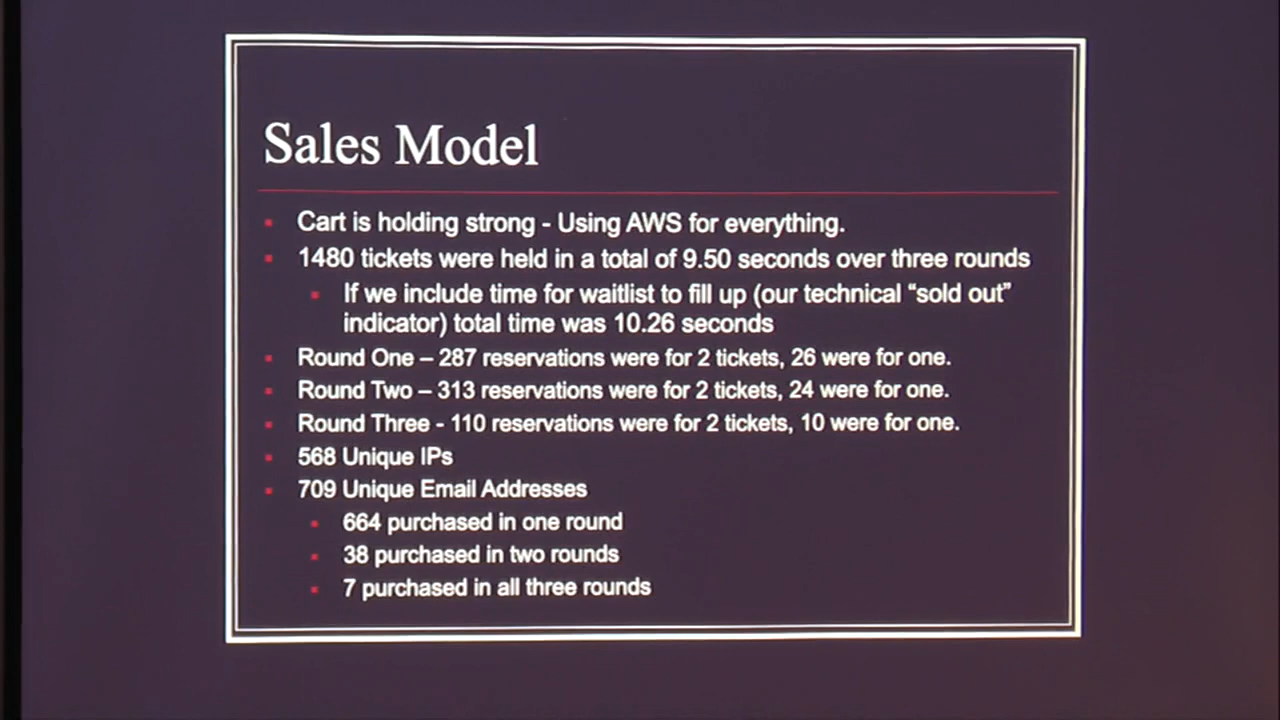 Sales Model
Cart is holding strong - Using AWS for everything.
1480 tickets were held in a total of 9.50 seconds over three rounds
If we include time for waitlist to fill up (our technical “sold out”
indicator) total time was 10.26 seconds
Round One – 287 reservations were for 2 tickets, 26 were for one.
Round Two – 313 reservations were for 2 tickets, 24 were for one.
Round Three - 110 reservations were for 2 tickets, 10 were for one.
568 Unique IPs
709 Unique Email Addresses
664 purchased in one round
38 purchased in two rounds
7 purchased in all three rounds